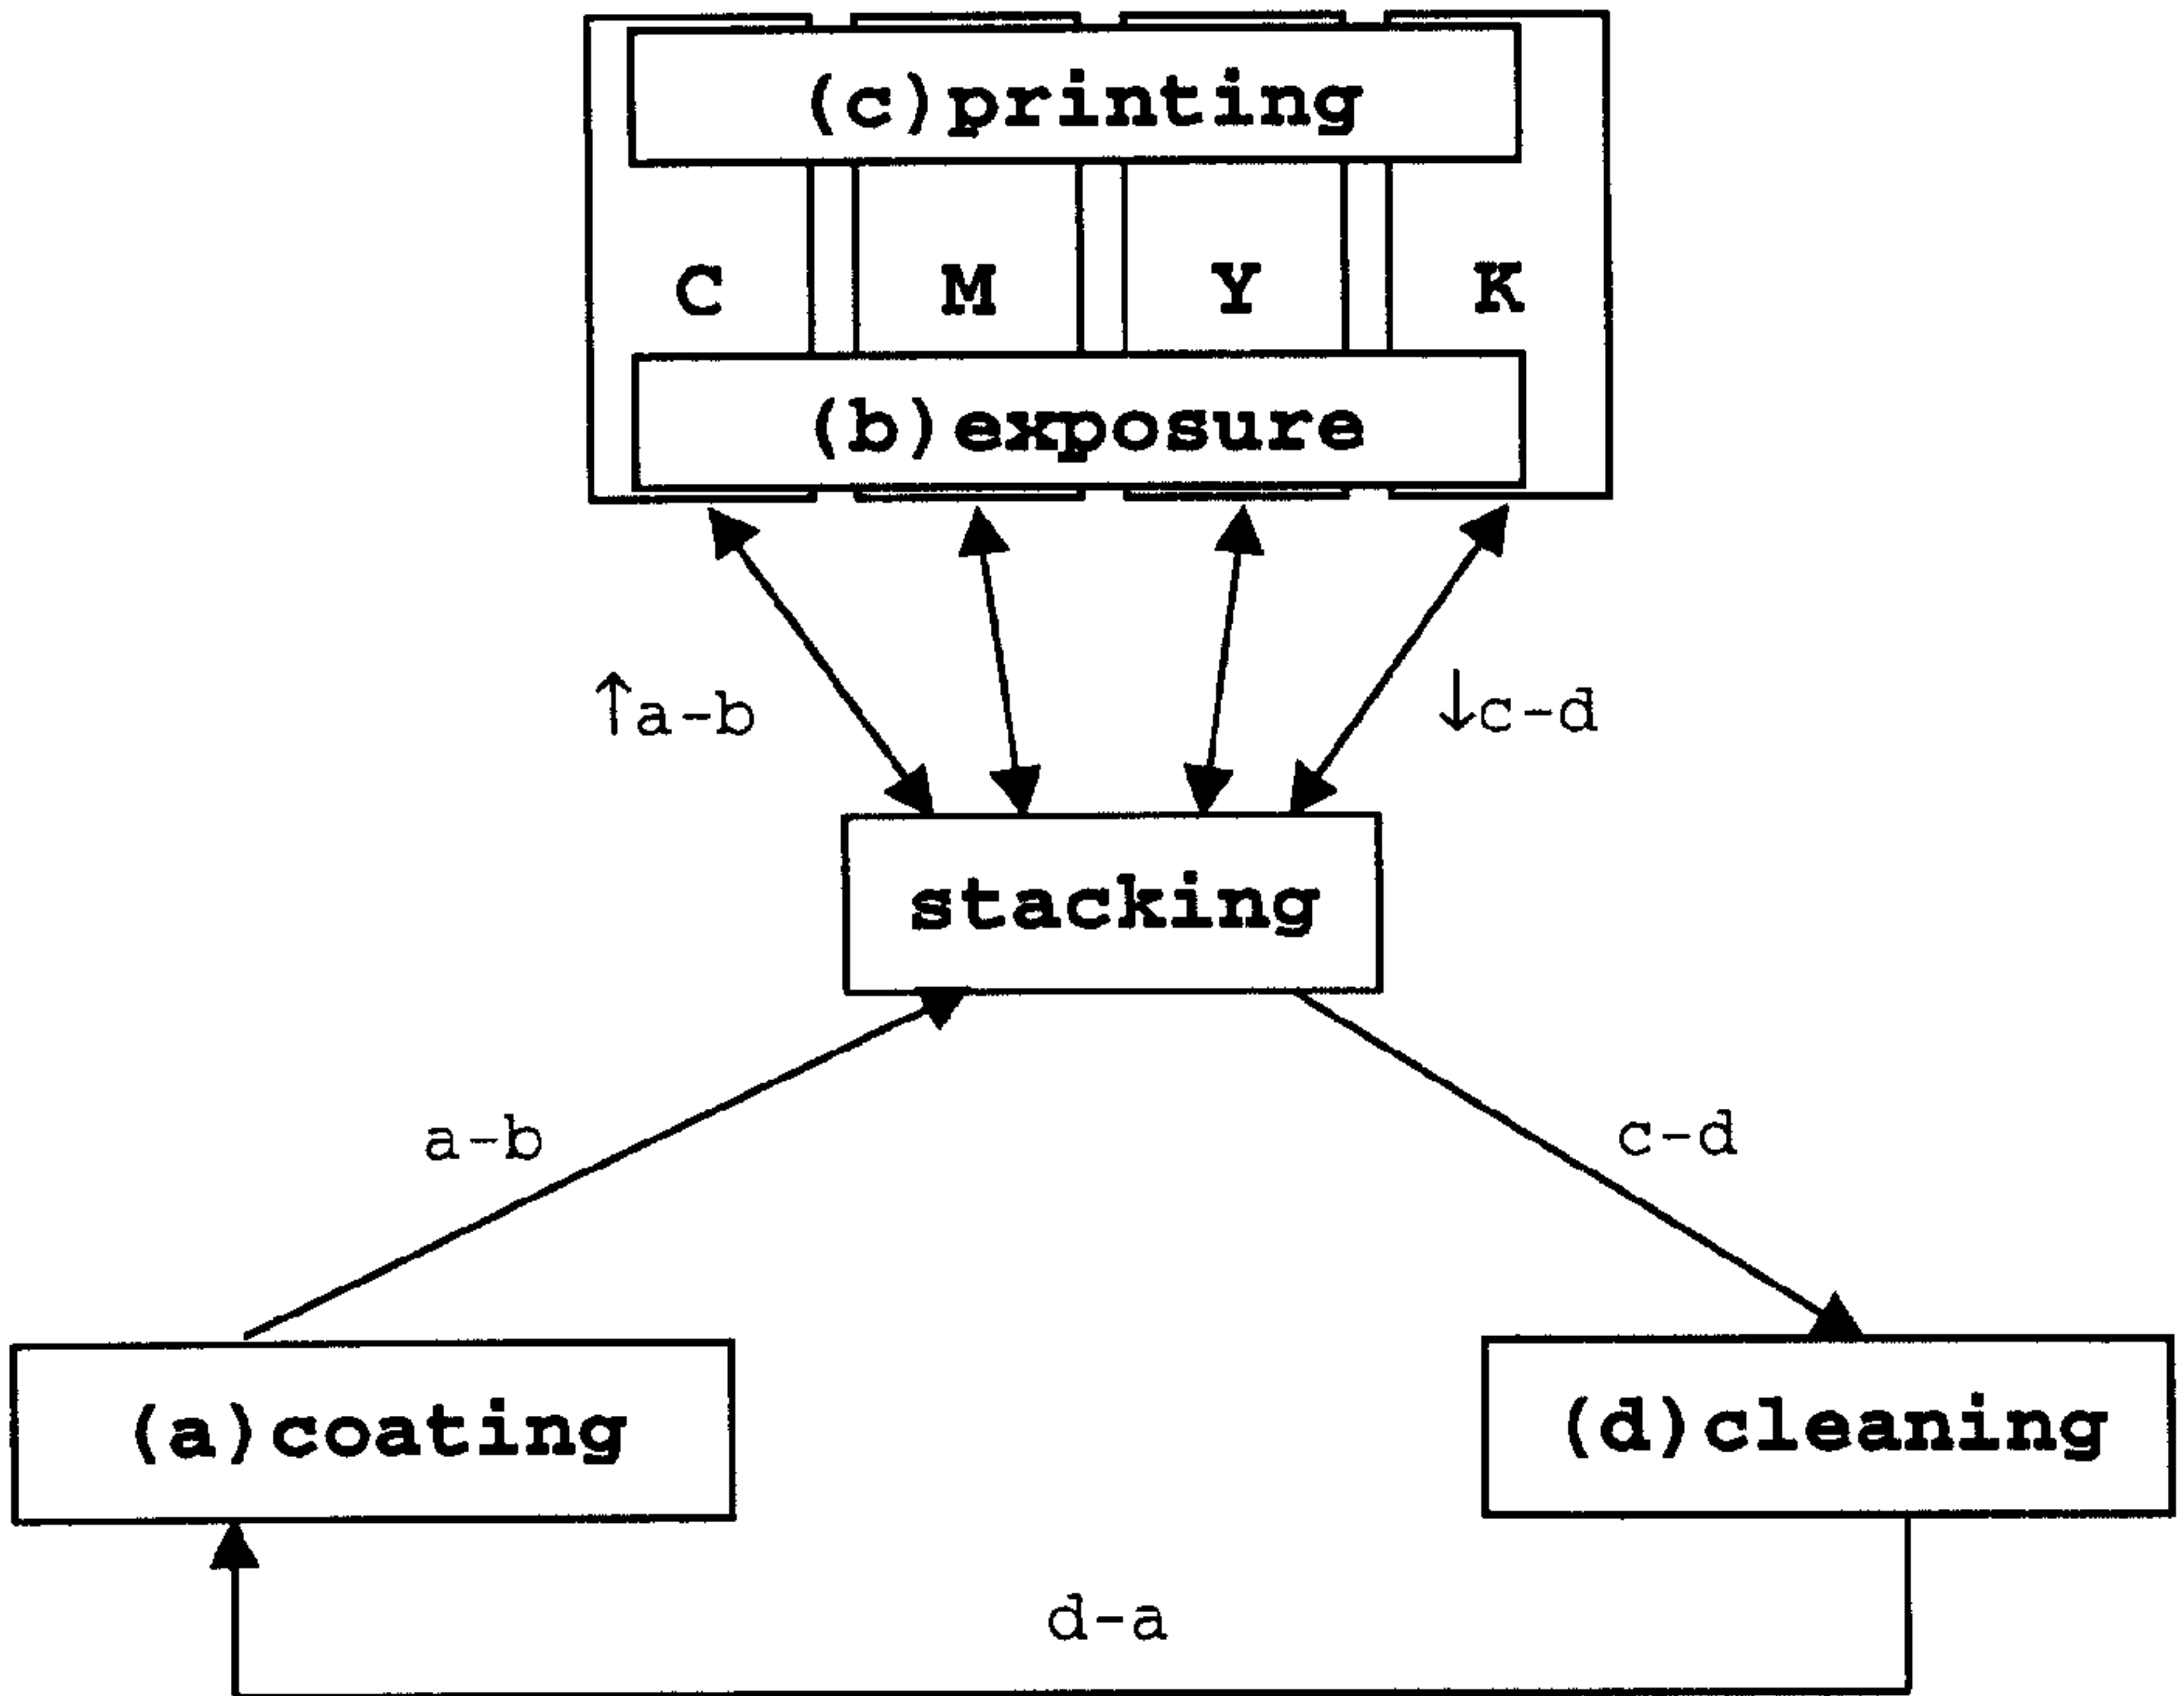 (c)printing
C M Y K
(b)exposure
↑a-b ↓c-d
stacking
a-b c-d
(a)coating (d)cleaning
d-a